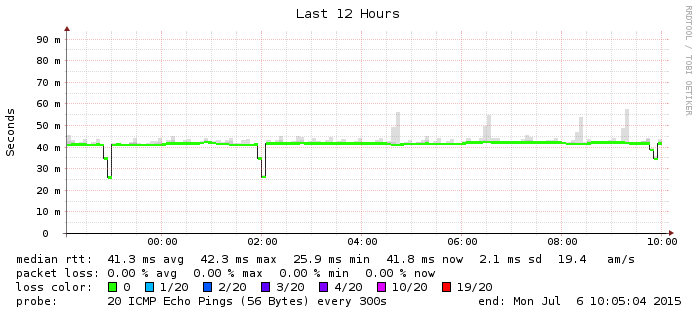 Last 12 Hours
RRDTOOL / TOBI OETIKER
Seconds
90 m
80 m
70 m
60 m
50 m
40 m
30 m
20 m
10 m
0
00:00 02:00 04:00 06:00 08:00 10:00
median rtt: 41.3 ms avg 42.3 ms max 25.9 ms min 41.8 ms now 2.1 ms sd 19.4 am/s
packet loss: 0.00 % avg 0.00 % max 0.00 % min 0.00 % now
loss color: 0 1/20 2/20 3/20 4/20 10/20 19/20
probe: 20 ICMP Echo Pings (56 Bytes) every 300s end: Mon Jul 6 10:05:04 2015